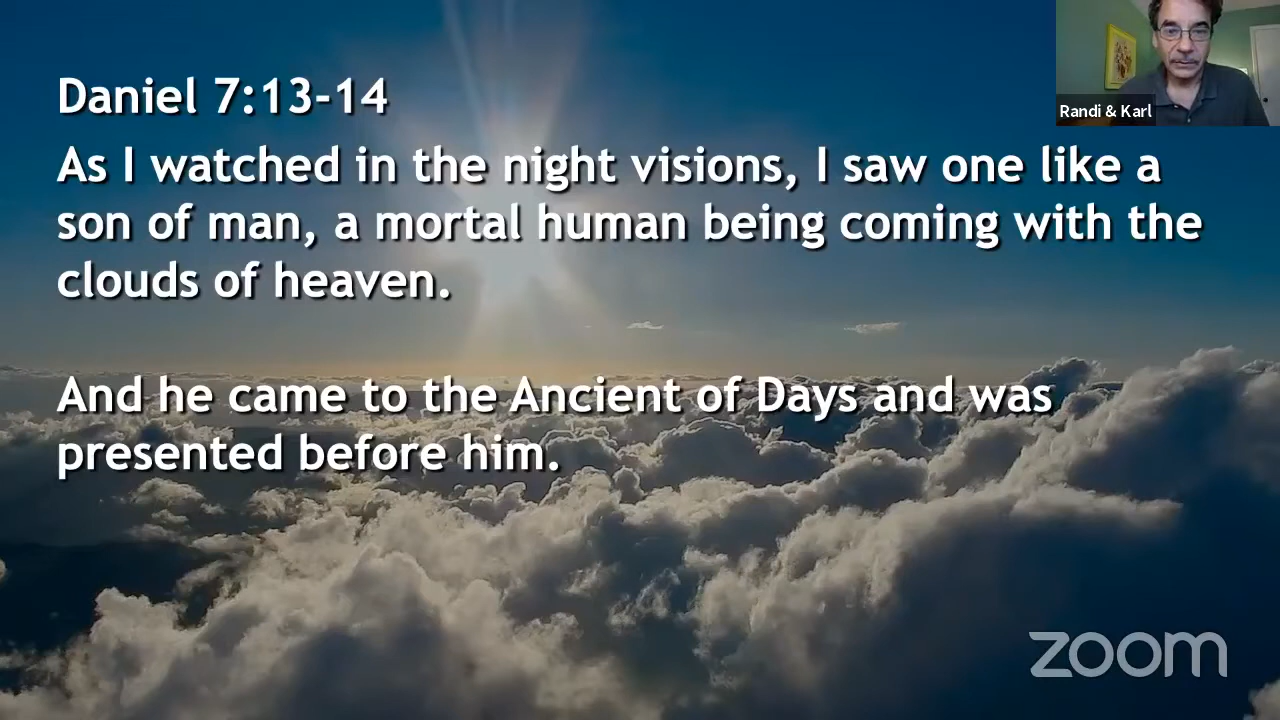 Daniel 7:13-14
Randi & Karl
As I watched in the night visions, I saw one like a
son of man, a mortal human being coming with the
clouds of heaven.
And he came to the Ancient of Days and was
presented before him.
zoom